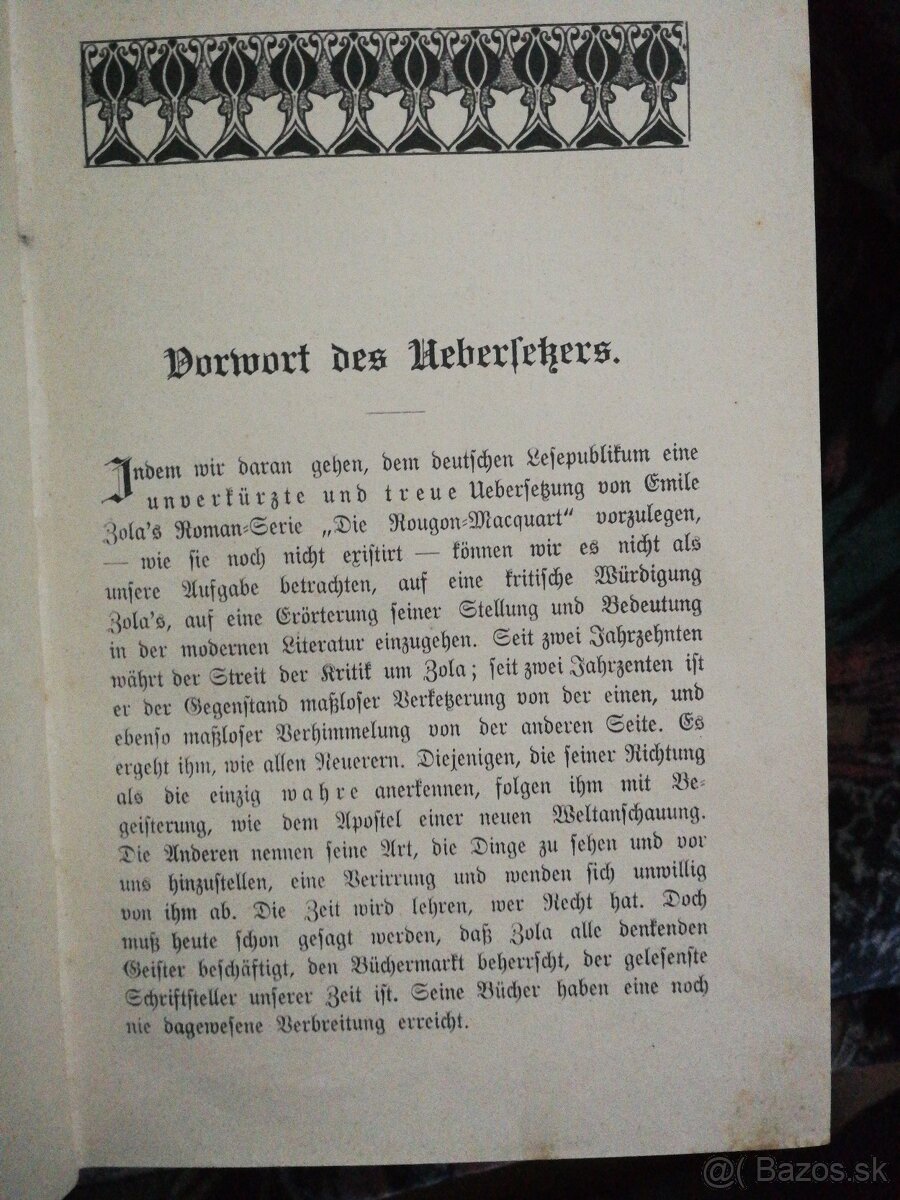 Vorwort des Uebersetzers.
Indem wir daran gehen, dem deutschen Lesepublikum eine
unverkürzte und treue Uebersetzung von Emile
Zola's Roman-Serie „Die Rougon-Macquart“ vorzulegen,
— wie sie noch nicht existirt — können wir es nicht als
unsere Aufgabe betrachten, auf eine kritische Würdigung
Zola's, auf eine Erörterung seiner Stellung und Bedeutung
in der modernen Literatur einzugehen. Seit zwei Jahrzehnten
währt der Streit der Kritik um Zola; seit zwei Jahrzenten ist
er der Gegenstand maßloser Verketzerung von der einen, und
ebenso maßloser Verhimmelung von der anderen Seite. Es
ergeht ihm, wie allen Neuerern. Diejenigen, die seiner Richtung
als die einzig wahre anerkennen, folgen ihm mit Be-
geisterung, wie dem Apostel einer neuen Weltanschauung.
Die Anderen nennen seine Art, die Dinge zu sehen und vor
uns hinzustellen, eine Verirrung und wenden sich unwillig
von ihm ab. Die Zeit wird lehren, wer Recht hat. Doch
muß heute schon gesagt werden, daß Zola alle denkenden
Geister beschäftigt, den Büchermarkt beherrscht, der gelesenste
Schriftsteller unserer Zeit ist. Seine Bücher haben eine noch
nie dagewesene Verbreitung erreicht.
@( Bazos.sk